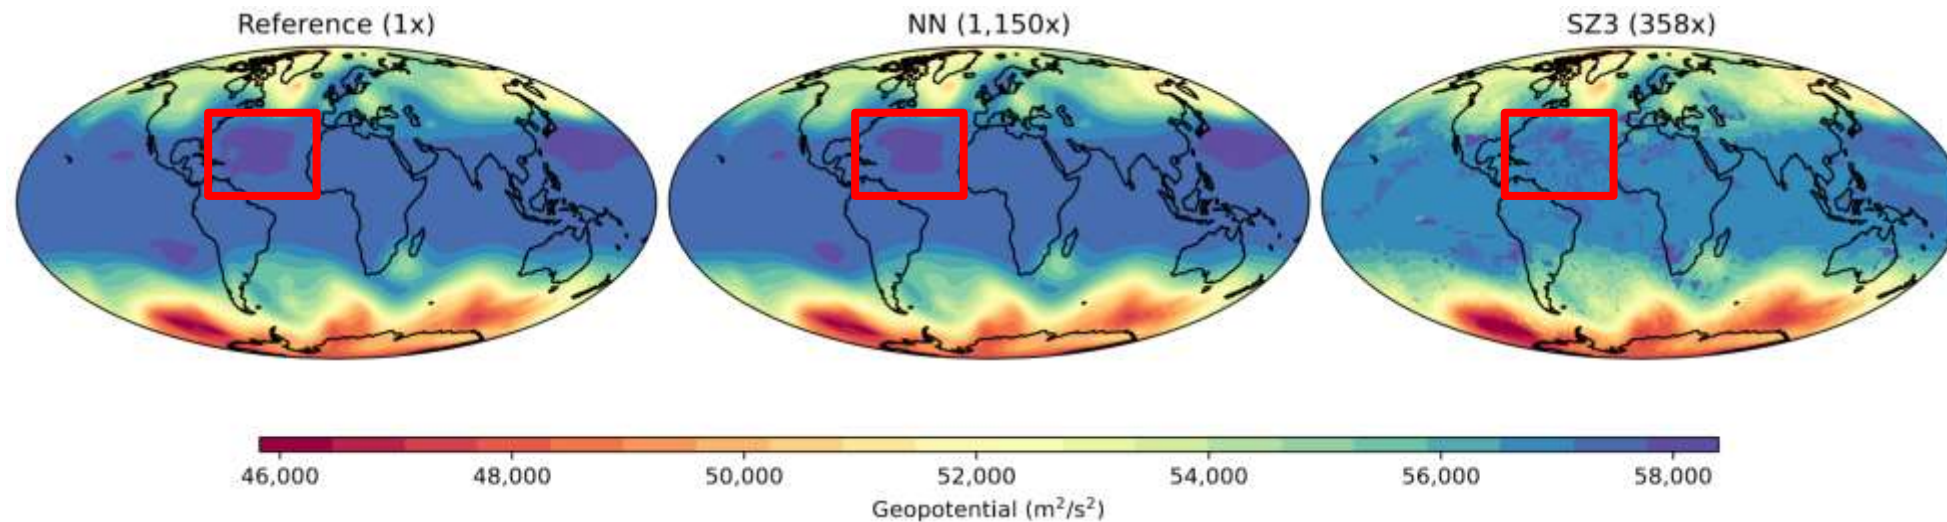 Reference (1x) NN (1,150x) SZ3 (358x)
46,000 48,000 50,000 52,000 54,000 56,000 58,000
Geopotential (m²/s²)